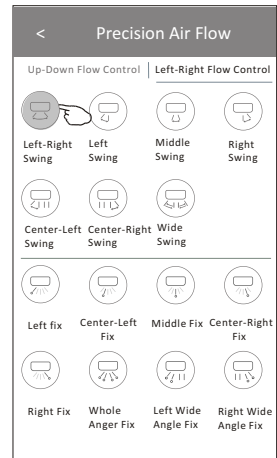 < Precision Air Flow
Up-Down Flow Control Left-Right Flow Control
Left-Right Swing
Left Swing
Middle Swing
Right Swing
Center-Left Swing
Center-Right Swing
Wide Swing
Left fix
Center-Left Fix
Middle Fix
Center-Right Fix
Right Fix
Whole Anger Fix
Left Wide Angle Fix
Right Wide Angle Fix